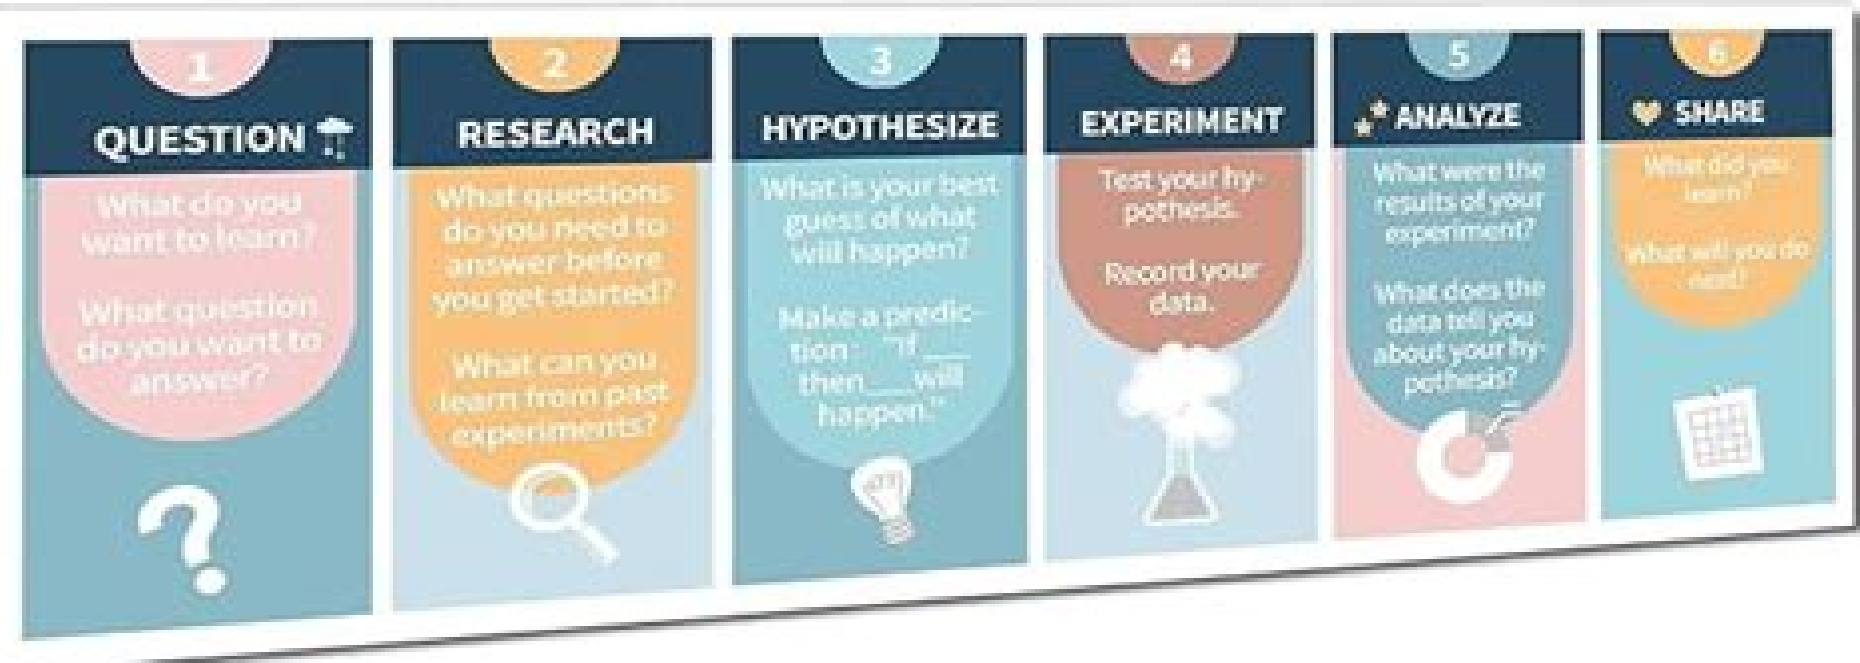 1
QUESTION
What do you
want to learn?
What question
do you want to
answer?
2
RESEARCH
What questions
do you need to
answer before
you get started?
What can you
learn from past
experiments?
3
HYPOTHESIZE
What is your best
guess of what
will happen?
Make a predic-
tion: "If ___
then ___ will
happen."
4
EXPERIMENT
Test your hy-
pothesis.
Record your
data.
5
ANALYZE
What were the
results of your
experiment?
What does the
data tell you
about your hy-
pothesis?
6
SHARE
What did you
learn?
What will you do
next?